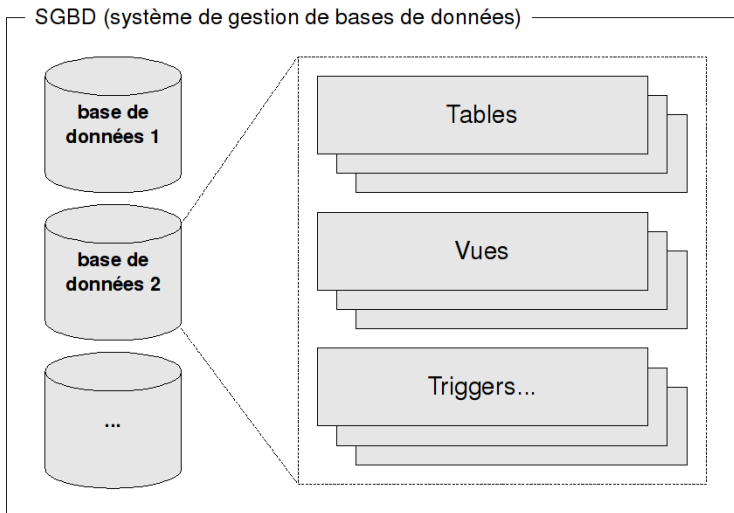 SGBD (système de gestion de bases de données)
base de
données 1
base de
données 2
...
Tables
Vues
Triggers...